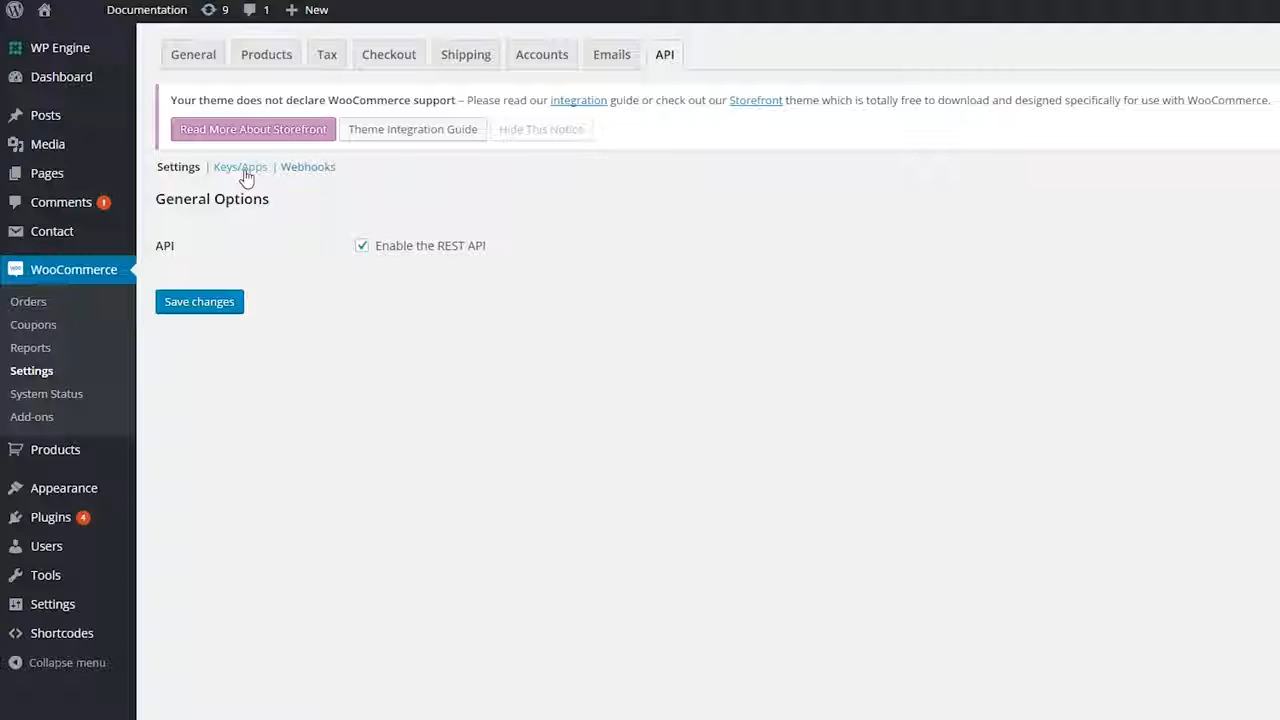 Documentation 9 1 New
WP Engine
Dashboard
Posts
Media
Pages
Comments 1
Contact
WooCommerce
Orders
Coupons
Reports
Settings
System Status
Add-ons
Products
Appearance
Plugins 4
Users
Tools
Settings
Shortcodes
Collapse menu
General Products Tax Checkout Shipping Accounts Emails API
Your theme does not declare WooCommerce support – Please read our integration guide or check out our Storefront theme which is totally free to download and designed specifically for use with WooCommerce.
Read More About Storefront Theme Integration Guide Hide This Notice
Settings | Keys/Apps | Webhooks
General Options
API Enable the REST API
Save changes